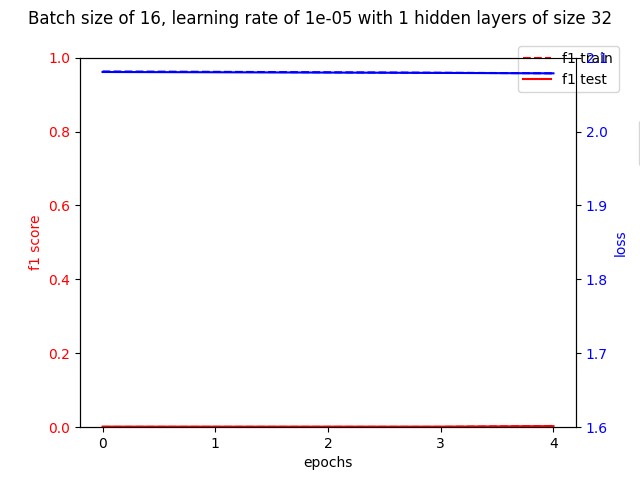 Batch size of 16, learning rate of 1e-05 with 1 hidden layers of size 32
f1 train
f1 test
1.0
0.8
0.6
0.4
0.2
0.0
f1 score
2.1
2.0
1.9
1.8
1.7
1.6
loss
0 1 2 3 4
epochs